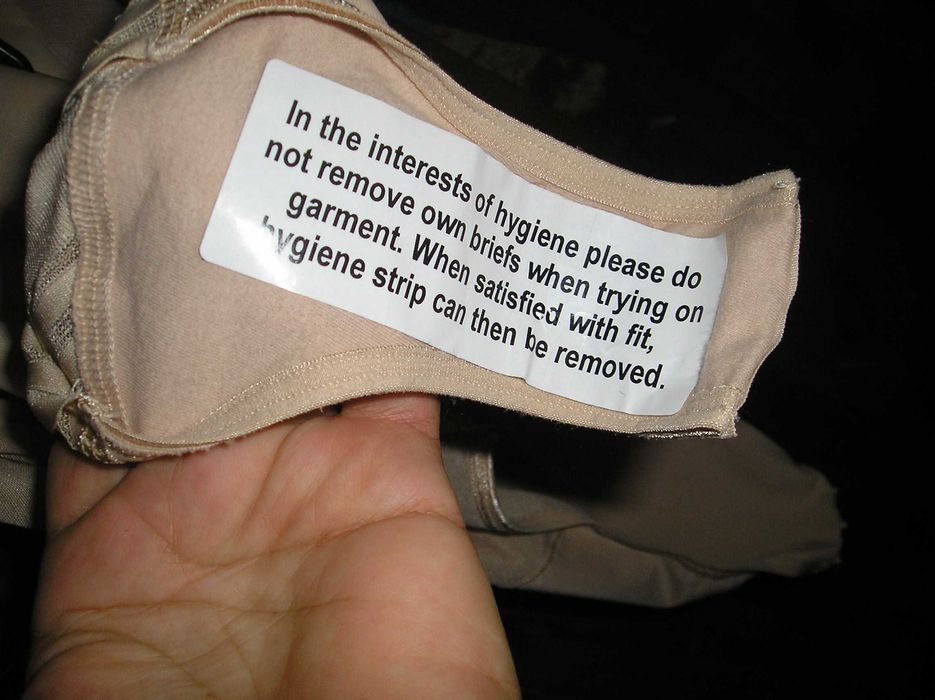 In the interests of hygiene please do
not remove own briefs when trying on
garment. When satisfied with fit,
hygiene strip can then be removed.